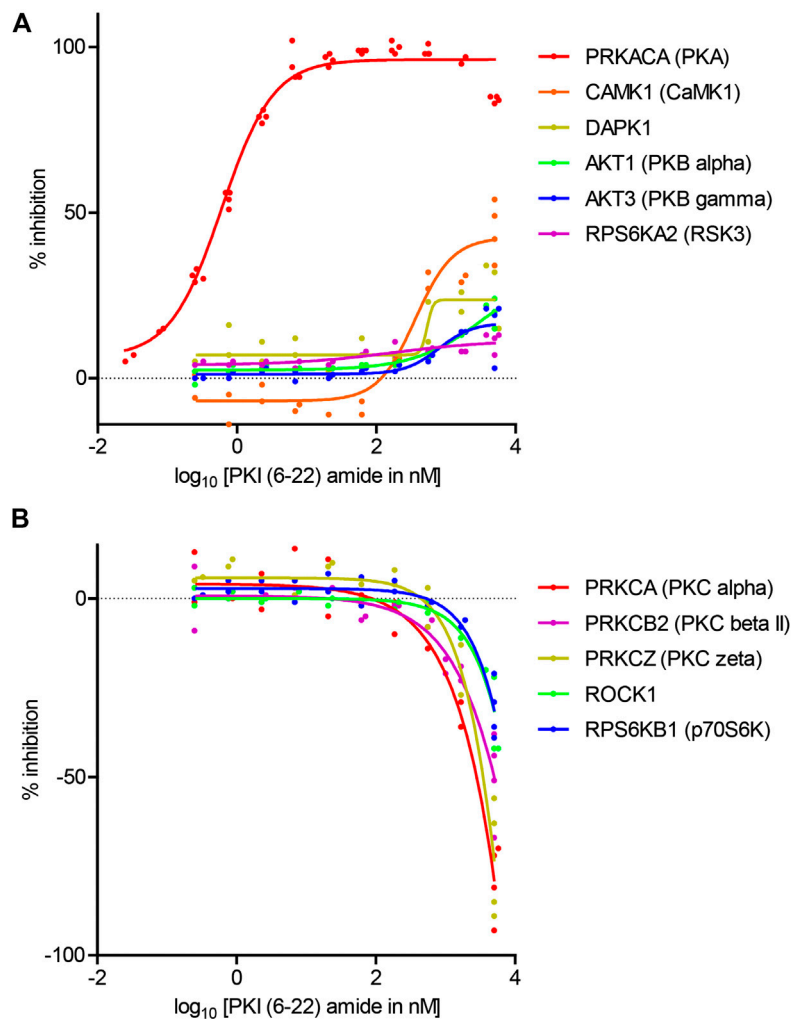 A
100
50
0
% inhibition
-2
0
2
4
log10 [PKI (6-22) amide in nM]
PRKACA (PKA)
CAMK1 (CaMK1)
DAPK1
AKT1 (PKB alpha)
AKT3 (PKB gamma)
RPS6KA2 (RSK3)
B
0
-50
-100
% inhibition
-2
0
2
4
log10 [PKI (6-22) amide in nM]
PRKCA (PKC alpha)
PRKCB2 (PKC beta II)
PRKCZ (PKC zeta)
ROCK1
RPS6KB1 (p70S6K)